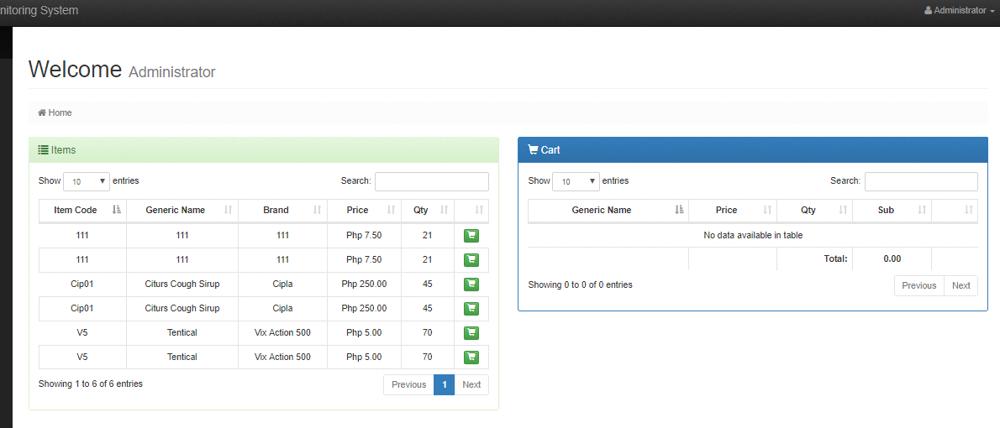 nitoring System
Administrator
Welcome Administrator
Home
Items
Show 10 entries Search:
Item Code Generic Name Brand Price Qty
111 111 111 Php 7.50 21
111 111 111 Php 7.50 21
Cip01 Citurs Cough Sirup Cipla Php 250.00 45
Cip01 Citurs Cough Sirup Cipla Php 250.00 45
V5 Tentical Vix Action 500 Php 5.00 70
V5 Tentical Vix Action 500 Php 5.00 70
Showing 1 to 6 of 6 entries Previous 1 Next
Cart
Show 10 entries Search:
Generic Name Price Qty Sub
No data available in table
Total: 0.00
Showing 0 to 0 of 0 entries Previous Next